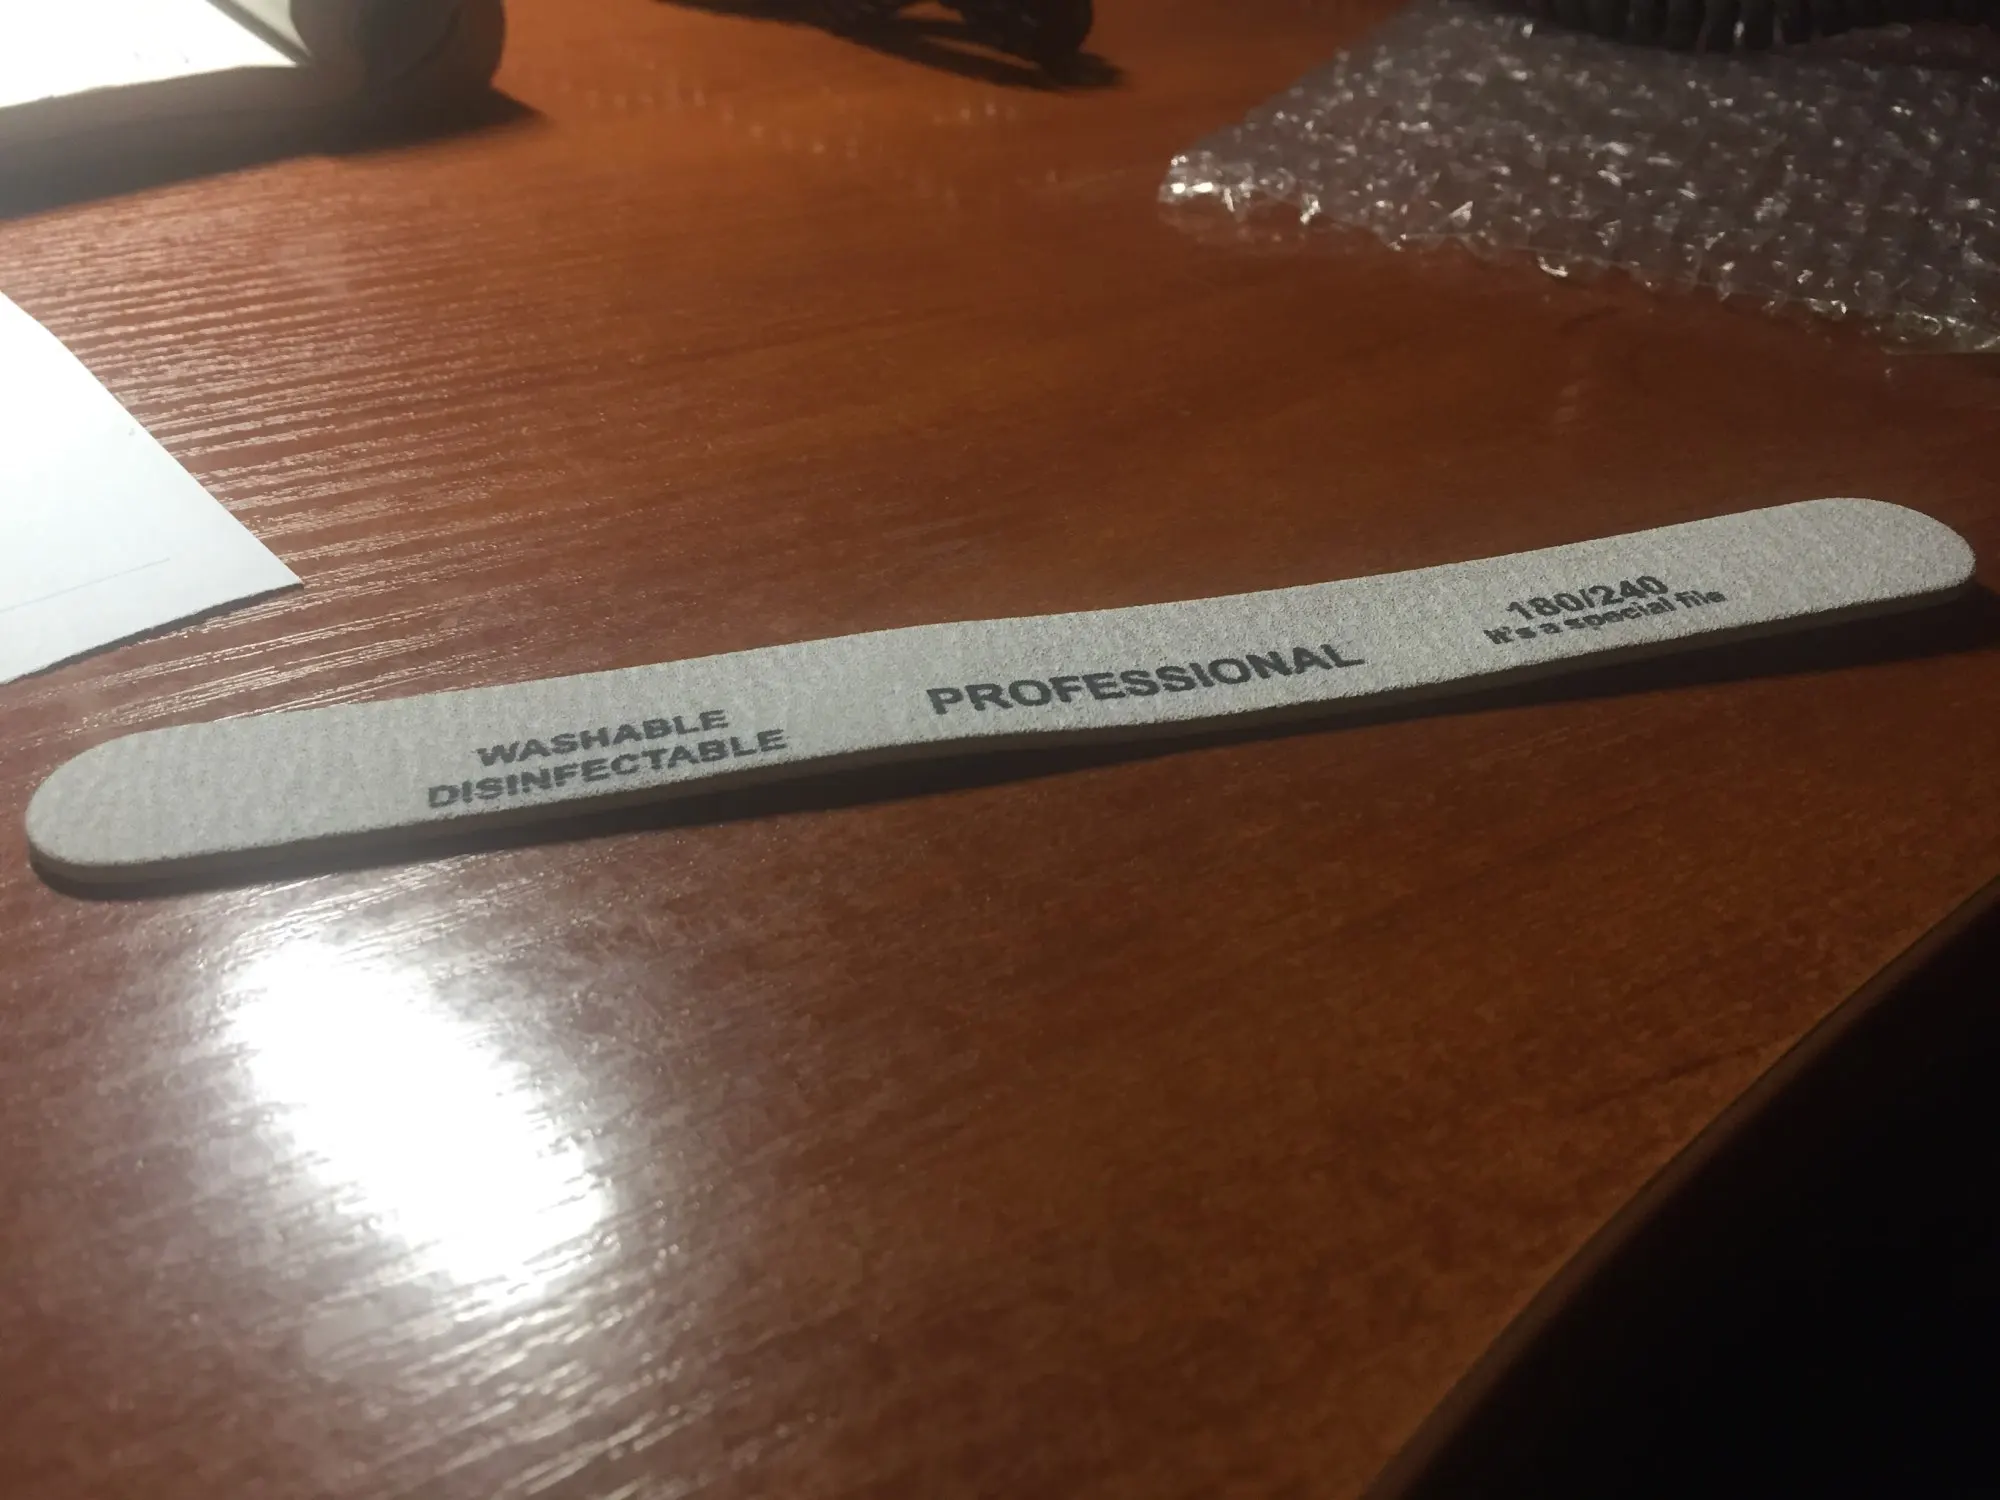 WASHABLE
DISINFECTABLE
PROFESSIONAL
180/240
It's a special file